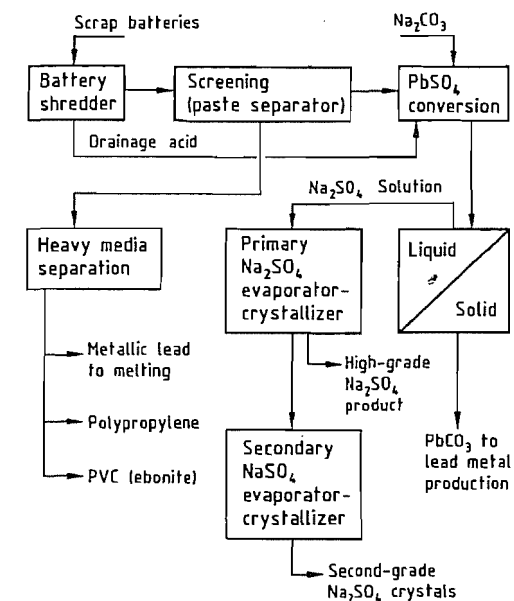 Scrap batteries
Na₂CO₃
Battery
shredder
Screening
(paste separator)
PbSO₄
conversion
Drainage acid
Na₂SO₄ Solution
Heavy media
separation
Primary
Na₂SO₄
evaporator-
crystallizer
Liquid
Solid
Metallic lead
to melting
High-grade
Na₂SO₄
product
Polypropylene
PVC (ebonite)
PbCO₃ to
lead metal
production
Secondary
NaSO₄
evaporator-
crystallizer
Second-grade
Na₂SO₄ crystals